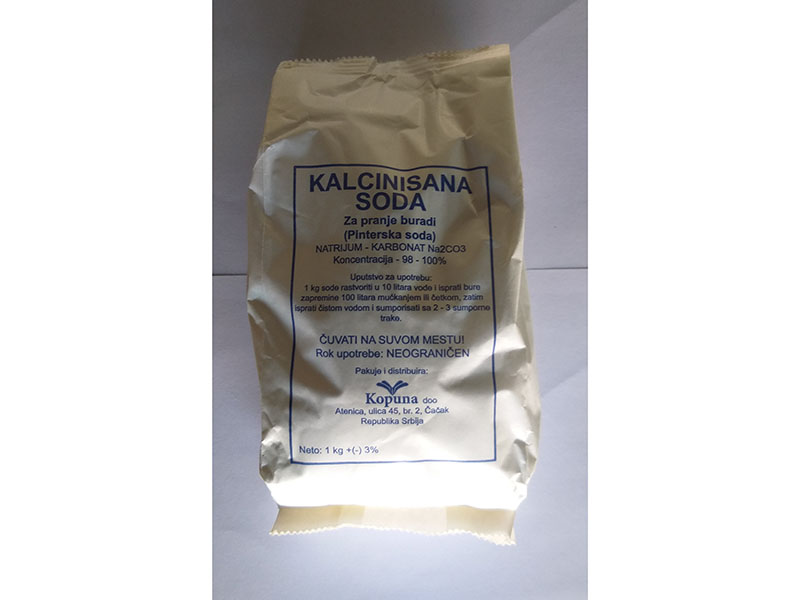 KALCINISANA
SODA
Za pranje buradi
(Pinterska soda)
NATRIJUM - KARBONAT Na2CO3
Koncentracija - 98 - 100%
Uputstvo za upotrebu:
1 kg sode rastvoriti u 10 litara vode i isprati bure
zapremine 100 litara mućkanjem ili četkom, zatim
isprati čistom vodom i sumporisati sa 2 - 3 sumporne
trake.
ČUVATI NA SUVOM MESTU!
Rok upotrebe: NEOGRANIČEN
Pakuje i distribuira:
Kopuna doo
Atenica, ulica 45, br. 2, Čačak
Republika Srbija
Neto: 1 kg +(-) 3%